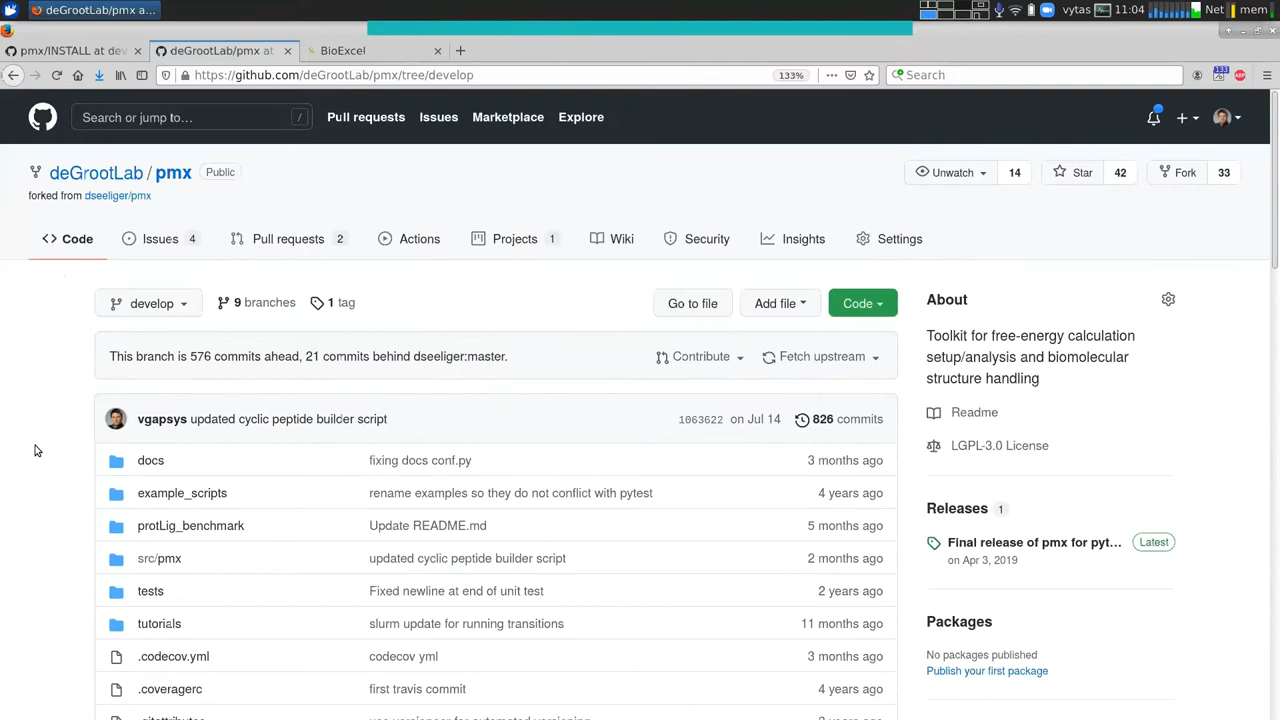 deGrootLab/pmx a...
vytas
11:04
Net
mem
pmx/INSTALL at dev
deGrootLab/pmx at
BioExcel
https://github.com/deGrootLab/pmx/tree/develop
133%
Search
133
ABP
Search or jump to…
/
Pull requests
Issues
Marketplace
Explore
deGrootLab / pmx
Public
Unwatch
14
Star
42
Fork
33
forked from dseeliger/pmx
Code
Issues 4
Pull requests 2
Actions
Projects 1
Wiki
Security
Insights
Settings
develop
9 branches
1 tag
Go to file
Add file
Code
This branch is 576 commits ahead, 21 commits behind dseeliger:master.
Contribute
Fetch upstream
vgapsys updated cyclic peptide builder script
1063622 on Jul 14
826 commits
docs
fixing docs conf.py
3 months ago
example_scripts
rename examples so they do not conflict with pytest
4 years ago
protLig_benchmark
Update README.md
5 months ago
src/pmx
updated cyclic peptide builder script
2 months ago
tests
Fixed newline at end of unit test
2 years ago
tutorials
slurm update for running transitions
11 months ago
.codecov.yml
codecov yml
3 months ago
.coveragerc
first travis commit
4 years ago
About
Toolkit for free-energy calculation
setup/analysis and biomolecular
structure handling
Readme
LGPL-3.0 License
Releases 1
Final release of pmx for pyt...
Latest
on Apr 3, 2019
Packages
No packages published
Publish your first package